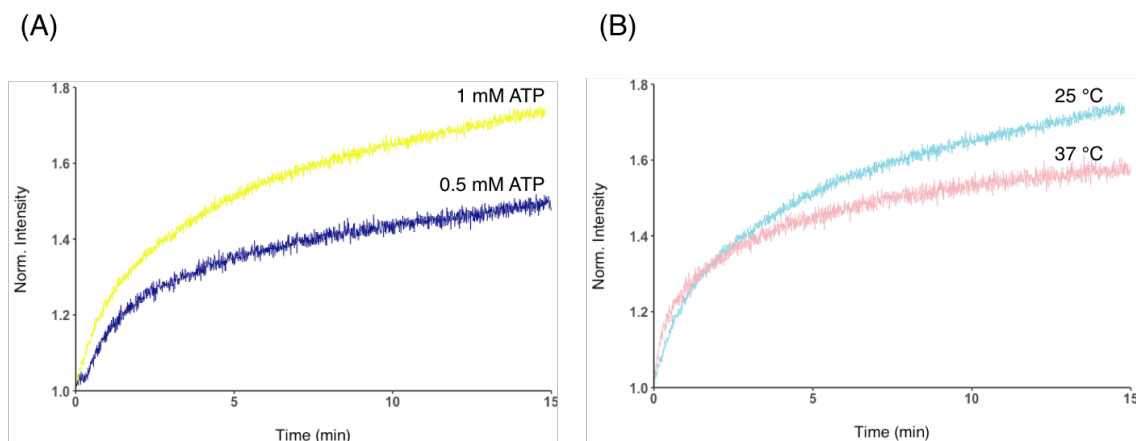 (A)
1.8
1 mM ATP
1.6
0.5 mM ATP
1.4
1.2
1.0
Norm. Intensity
0
5
10
15
Time (min)
(B)
1.8
25 °C
1.6
37 °C
1.4
1.2
1.0
Norm. Intensity
0
5
10
15
Time (min)